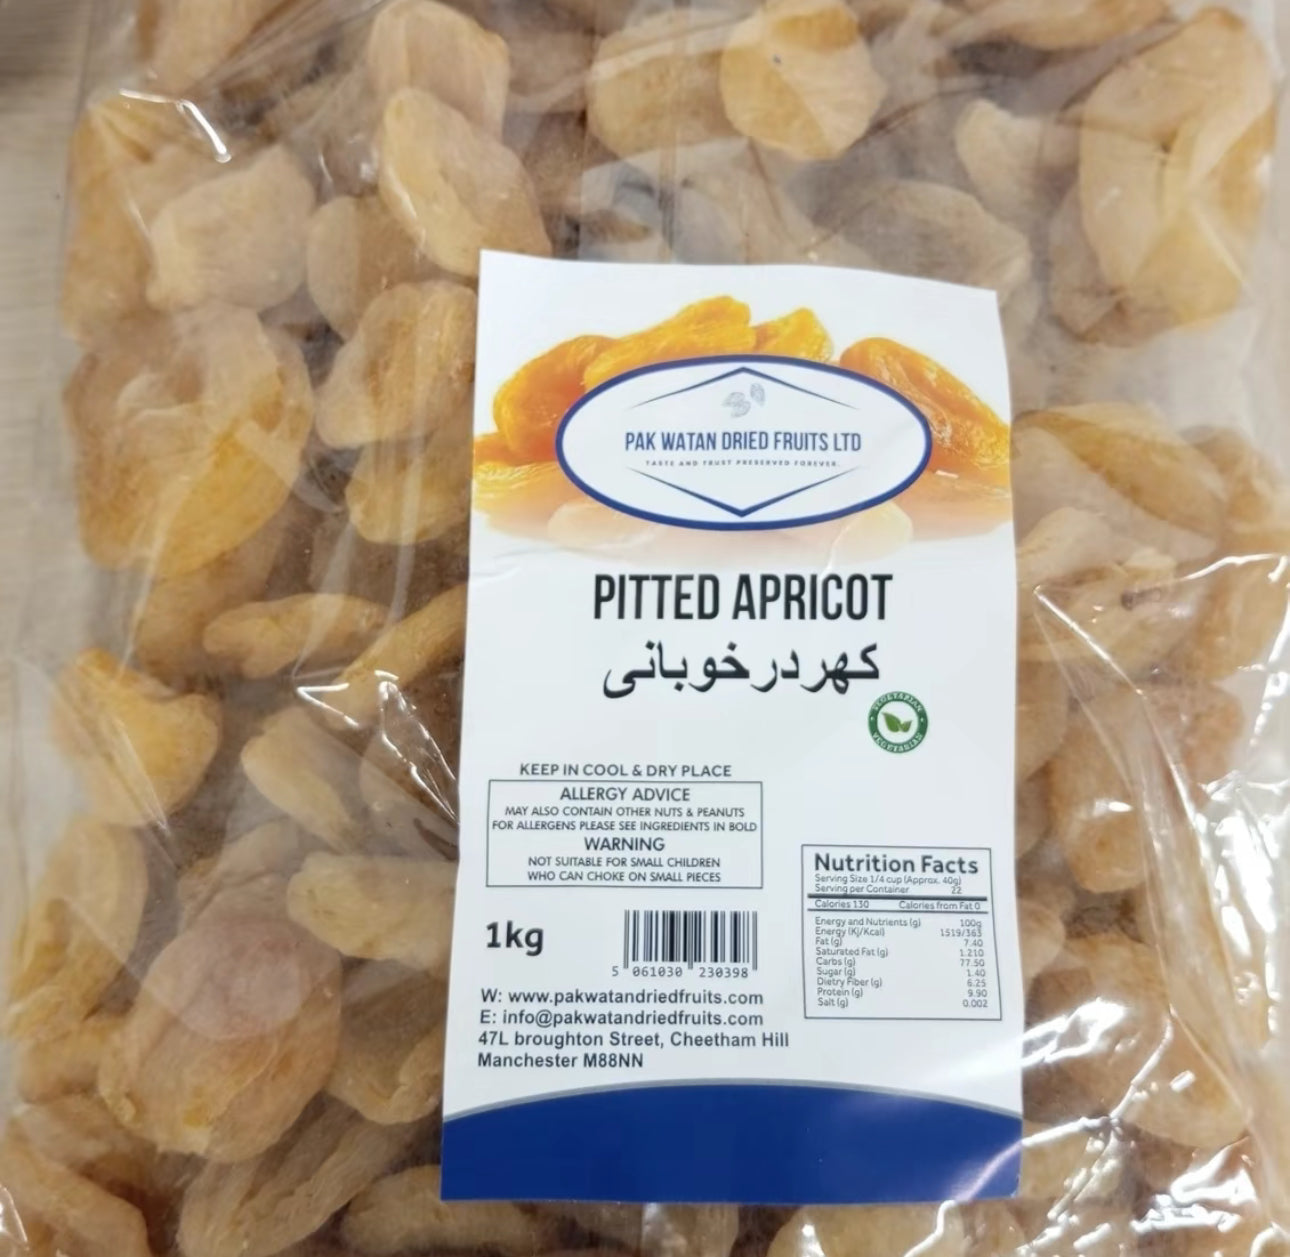 PAK WATAN DRIED FRUITS LTD
TASTE AND TRUST PRESERVED FOREVER.
PITTED APRICOT
کھردرخوبانی
VEGETARIAN
VEGETARIAN
KEEP IN COOL & DRY PLACE
ALLERGY ADVICE
MAY ALSO CONTAIN OTHER NUTS & PEANUTS
FOR ALLERGENS PLEASE SEE INGREDIENTS IN BOLD
WARNING
NOT SUITABLE FOR SMALL CHILDREN
WHO CAN CHOKE ON SMALL PIECES
1kg
5 061030 230398
W: www.pakwatandriedfruits.com
E: info@pakwatandriedfruits.com
47L broughton Street, Cheetham Hill
Manchester M88NN
Nutrition Facts
Serving Size 1/4 cup (Approx. 40g)
Serving per Container 22
Calories 130 Calories from Fat 0
Energy and Nutrients (g) 100g
Energy (Kj/Kcal) 1519/363
Fat (g) 7.40
Saturated Fat (g) 1.210
Carbs (g) 77.50
Sugar (g) 1.40
Dietry Fiber (g) 6.25
Protein (g) 9.90
Salt (g) 0.002